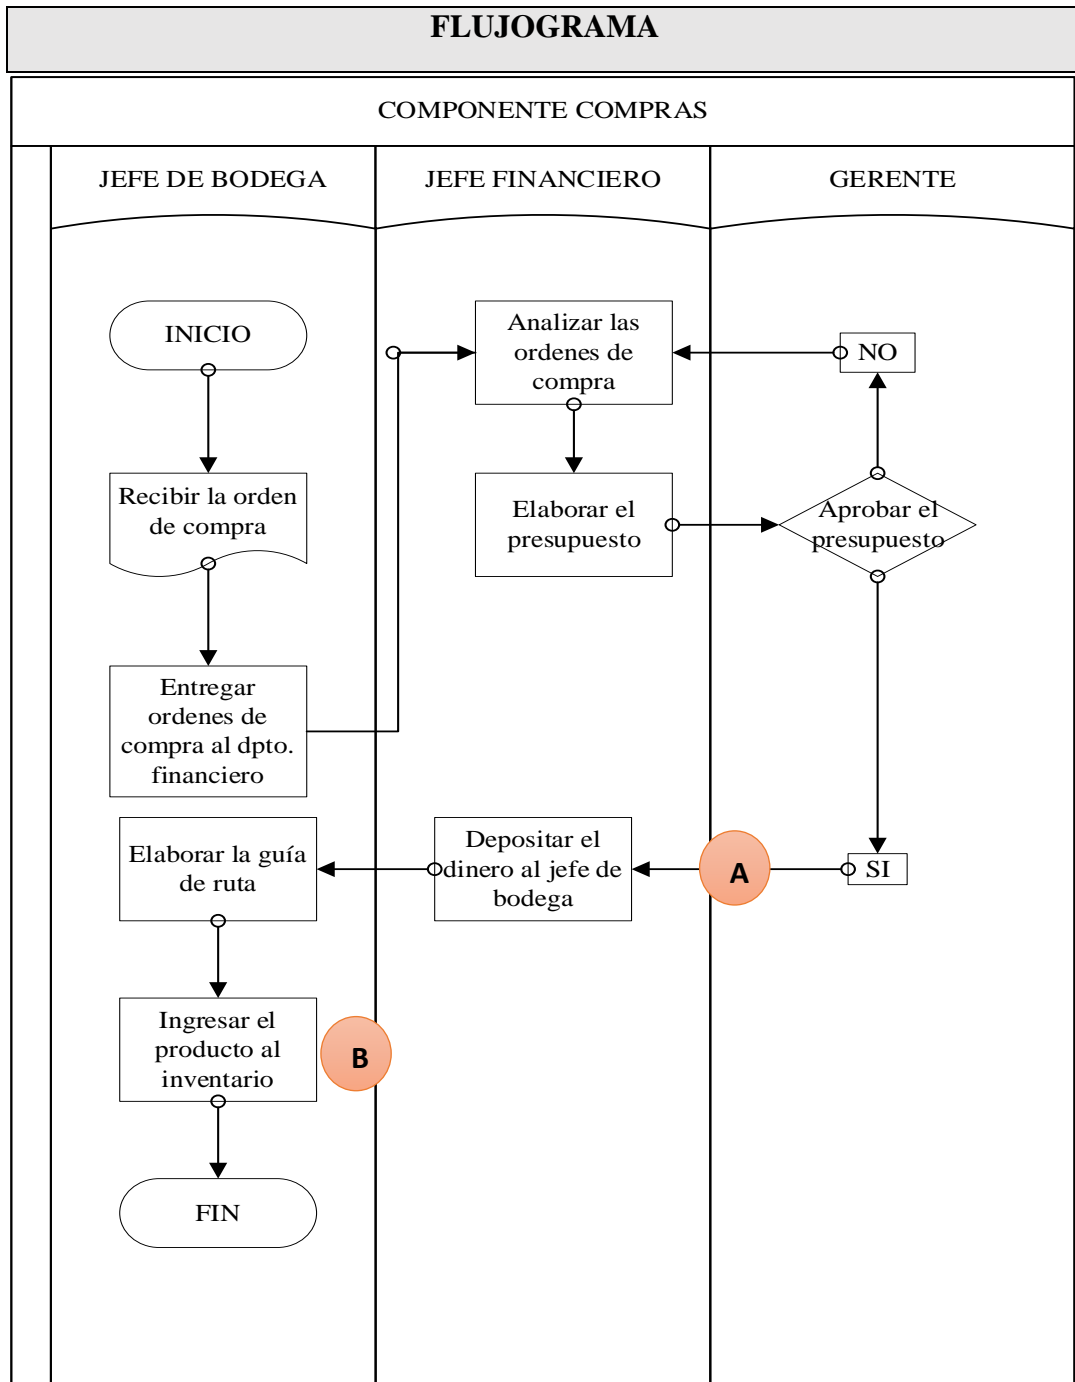 FLUJOGRAMA
COMPONENTE COMPRAS
JEFE DE BODEGA
JEFE FINANCIERO
GERENTE
INICIO
Recibir la orden
de compra
Entregar
ordenes de
compra al dpto.
financiero
Analizar las
ordenes de
compra
Elaborar el
presupuesto
Aprobar el
presupuesto
NO
SI
A
Depositar el
dinero al jefe de
bodega
Elaborar la guía
de ruta
Ingresar el
producto al
inventario
B
FIN